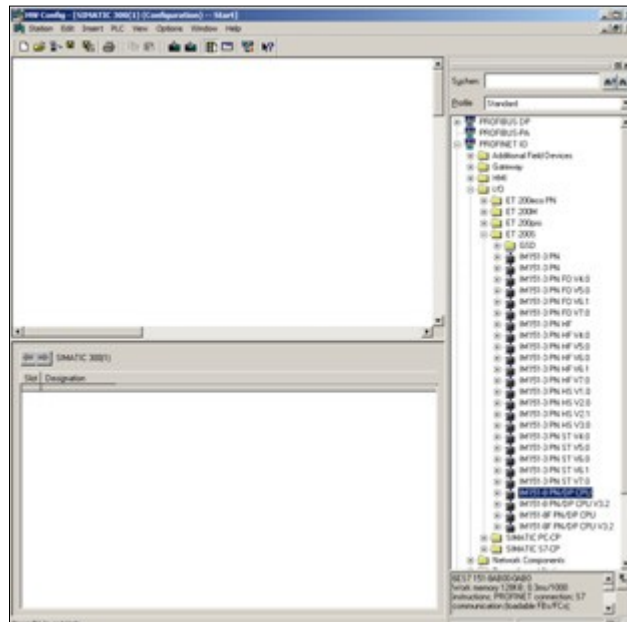 HW Config - [SIMATIC 300(1) (Configuration) -- Start]
Station Edit Insert PLC View Options Window Help
Suchen:
Profile Standard
PROFIBUS DP
PROFIBUS-PA
PROFINET IO
Additional Field Devices
Gateway
HMI
I/O
ET 200eco PN
ET 200M
ET 200pro
ET 200S
GSD
IM151-3 PN
IM151-3 PN
IM151-3 PN FO V4.0
IM151-3 PN FO V5.0
IM151-3 PN FO V6.1
IM151-3 PN FO V7.0
IM151-3 PN HF
IM151-3 PN HF V4.0
IM151-3 PN HF V5.0
IM151-3 PN HF V6.0
IM151-3 PN HF V6.1
IM151-3 PN HF V7.0
IM151-3 PN HS V1.0
IM151-3 PN HS V2.0
IM151-3 PN HS V2.1
IM151-3 PN HS V3.0
IM151-3 PN ST V4.0
IM151-3 PN ST V5.0
IM151-3 PN ST V6.0
IM151-3 PN ST V6.1
IM151-3 PN ST V7.0
IM151-8 PN/DP CPU
IM151-8 PN/DP CPU V3.2
IM151-8F PN/DP CPU
IM151-8F PN/DP CPU V3.2
SIMATIC PC-CP
SIMATIC S7-CP
Network Components
SIMATIC 300(1)
Slot Designation
6ES7 151-8AB00-0AB0
Work memory 128KB; 0.3ms/1000
instructions; PROFINET connection; S7
communication (loadable FBs/FCs);